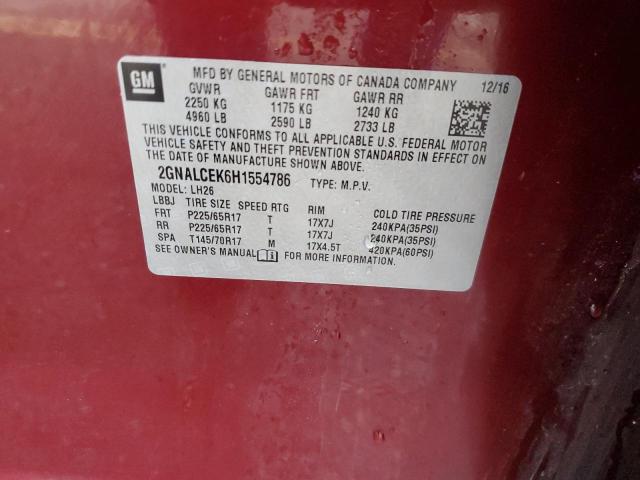 GM
MFD BY GENERAL MOTORS OF CANADA COMPANY 12/16
GVWR GAWR FRT GAWR RR
2250 KG 1175 KG 1240 KG
4960 LB 2590 LB 2733 LB
THIS VEHICLE CONFORMS TO ALL APPLICABLE U.S. FEDERAL MOTOR
VEHICLE SAFETY AND THEFT PREVENTION STANDARDS IN EFFECT ON
THE DATE OF MANUFACTURE SHOWN ABOVE.
2GNALCEK6H1554786 TYPE: M.P.V.
MODEL: LH26
LBBJ TIRE SIZE SPEED RTG RIM COLD TIRE PRESSURE
FRT P225/65R17 T 17X7J 240KPA(35PSI)
RR P225/65R17 T 17X7J 240KPA(35PSI)
SPA T145/70R17 M 17X4.5T 420KPA(60PSI)
SEE OWNER'S MANUAL FOR MORE INFORMATION.